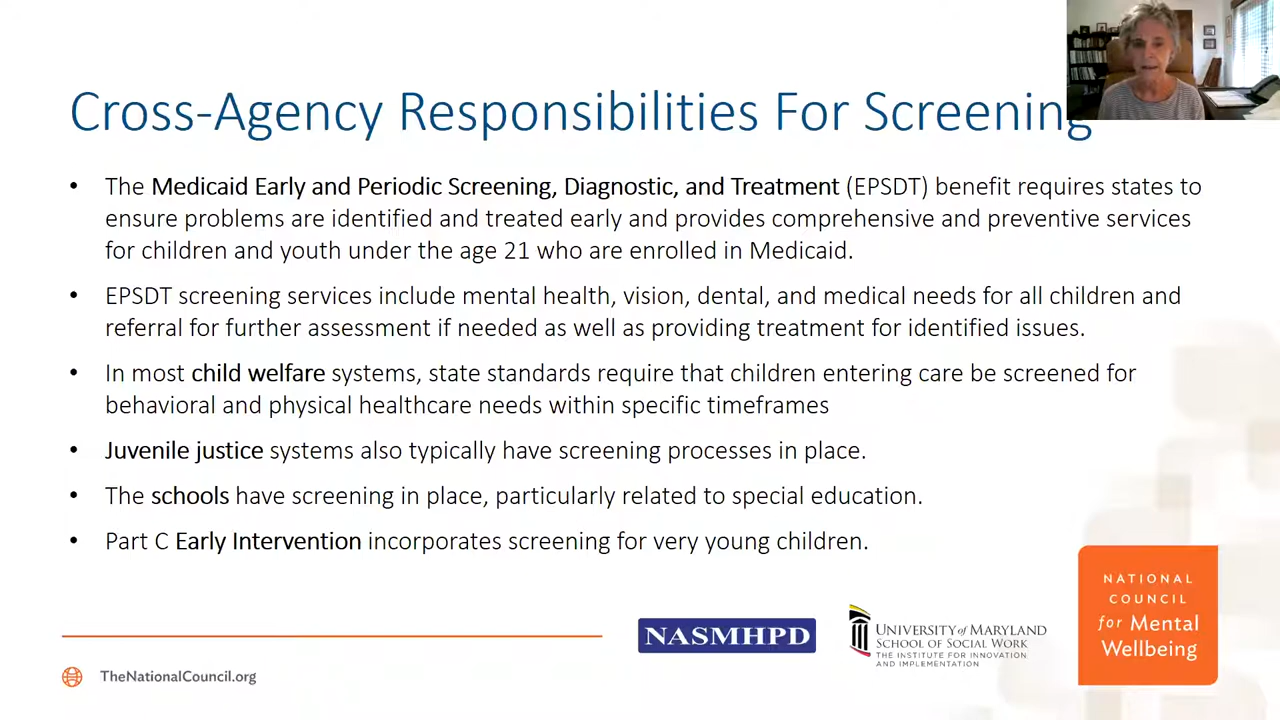 Cross-Agency Responsibilities For Screening
• The Medicaid Early and Periodic Screening, Diagnostic, and Treatment (EPSDT) benefit requires states to
ensure problems are identified and treated early and provides comprehensive and preventive services
for children and youth under the age 21 who are enrolled in Medicaid.
• EPSDT screening services include mental health, vision, dental, and medical needs for all children and
referral for further assessment if needed as well as providing treatment for identified issues.
• In most child welfare systems, state standards require that children entering care be screened for
behavioral and physical healthcare needs within specific timeframes
• Juvenile justice systems also typically have screening processes in place.
• The schools have screening in place, particularly related to special education.
• Part C Early Intervention incorporates screening for very young children.
TheNationalCouncil.org
NASMHPD
UNIVERSITY of MARYLAND
SCHOOL OF SOCIAL WORK
THE INSTITUTE FOR INNOVATION
AND IMPLEMENTATION
NATIONAL
COUNCIL
for Mental
Wellbeing